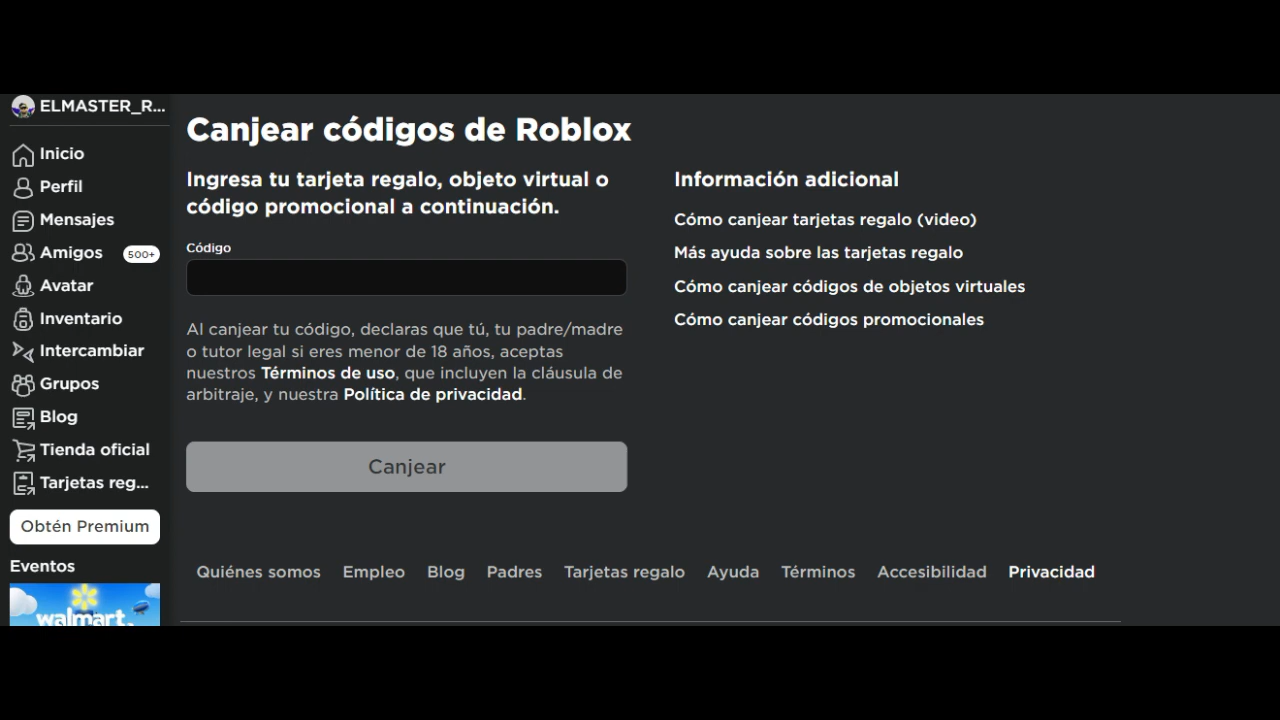 ELMASTER_R...
Inicio
Perfil
Mensajes
Amigos 500+
Avatar
Inventario
Intercambiar
Grupos
Blog
Tienda oficial
Tarjetas reg...
Obtén Premium
Eventos
walmart
Canjear códigos de Roblox
Ingresa tu tarjeta regalo, objeto virtual o
código promocional a continuación.
Código
Al canjear tu código, declaras que tú, tu padre/madre
o tutor legal si eres menor de 18 años, aceptas
nuestros Términos de uso, que incluyen la cláusula de
arbitraje, y nuestra Política de privacidad.
Canjear
Información adicional
Cómo canjear tarjetas regalo (video)
Más ayuda sobre las tarjetas regalo
Cómo canjear códigos de objetos virtuales
Cómo canjear códigos promocionales
Quiénes somos Empleo Blog Padres Tarjetas regalo Ayuda Términos Accesibilidad Privacidad